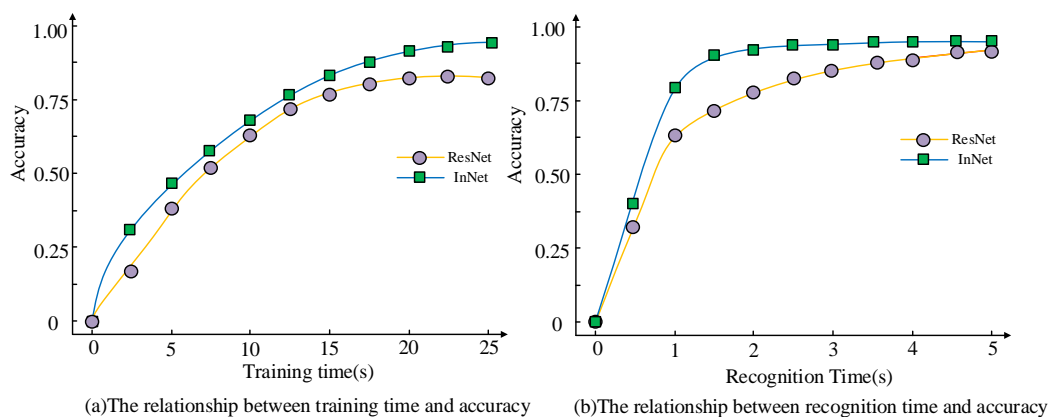 1.00
0.75
0.50
0.25
0
Accuracy
ResNet
InNet
0 5 10 15 20 25
Training time(s)
(a)The relationship between training time and accuracy
1.00
0.75
0.50
0.25
0
Accuracy
ResNet
InNet
0 1 2 3 4 5
Recognition Time(s)
(b)The relationship between recognition time and accuracy